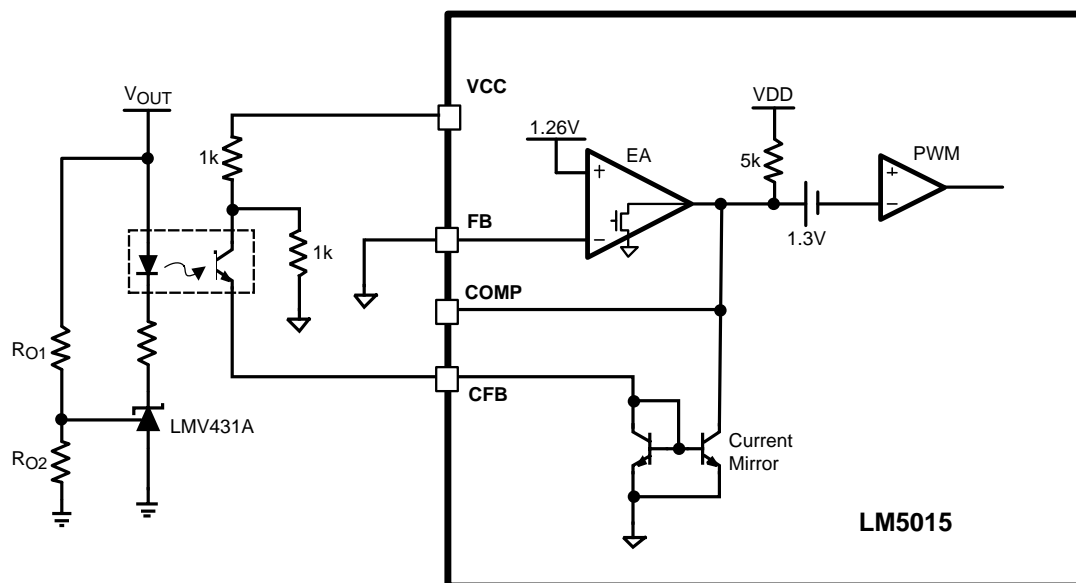 VCC
VOUT
VDD
1.26V
EA
PWM
1k
5k
+
+
FB
1k
−
−
1.3V
COMP
RO1
CFB
LMV431A
Current
Mirror
RO2
LM5015